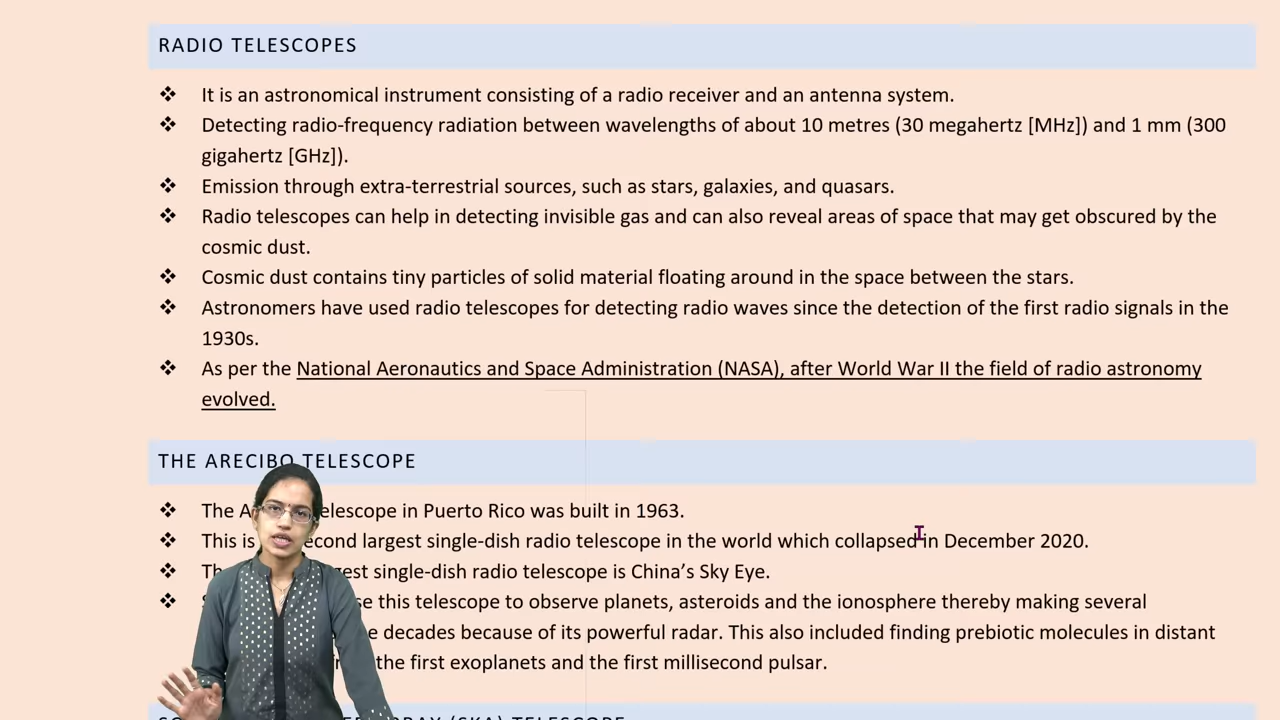 RADIO TELESCOPES
❖ It is an astronomical instrument consisting of a radio receiver and an antenna system.
❖ Detecting radio-frequency radiation between wavelengths of about 10 metres (30 megahertz [MHz]) and 1 mm (300
gigahertz [GHz]).
❖ Emission through extra-terrestrial sources, such as stars, galaxies, and quasars.
❖ Radio telescopes can help in detecting invisible gas and can also reveal areas of space that may get obscured by the
cosmic dust.
❖ Cosmic dust contains tiny particles of solid material floating around in the space between the stars.
❖ Astronomers have used radio telescopes for detecting radio waves since the detection of the first radio signals in the
1930s.
❖ As per the National Aeronautics and Space Administration (NASA), after World War II the field of radio astronomy
evolved.
THE ARECIBO TELESCOPE
❖ The A elescope in Puerto Rico was built in 1963.
❖ This is econd largest single-dish radio telescope in the world which collapsed in December 2020.
❖ Th gest single-dish radio telescope is China's Sky Eye.
❖ se this telescope to observe planets, asteroids and the ionosphere thereby making several
e decades because of its powerful radar. This also included finding prebiotic molecules in distant
the first exoplanets and the first millisecond pulsar.
(SKA) TELESCOPE